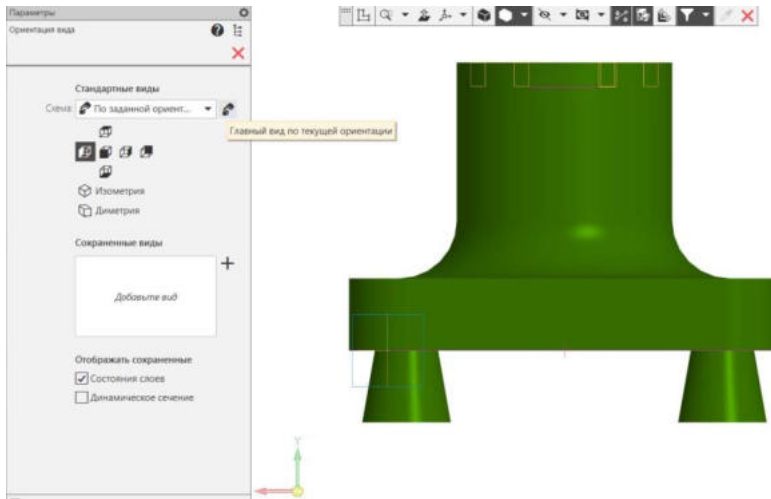 Параметры
Ориентация вида
Стандартные виды
Схема: По заданной ориент...
Главный вид по текущей ориентации
Изометрия
Диметрия
Сохраненные виды
Добавьте вид
Отображать сохраненные
Состояния слоев
Динамическое сечение
Y